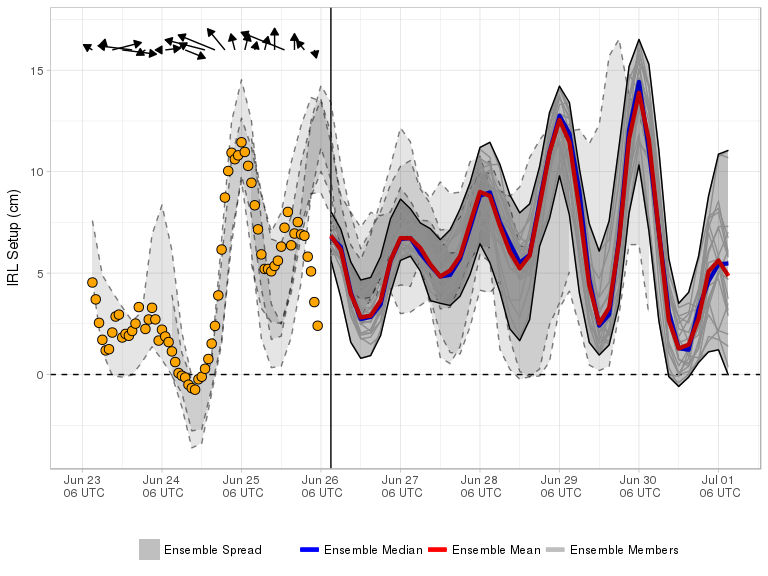 IRL Setup (cm)
15
10
5
0
Jun 23 Jun 24 Jun 25 Jun 26 Jun 27 Jun 28 Jun 29 Jun 30 Jul 01
06 UTC 06 UTC 06 UTC 06 UTC 06 UTC 06 UTC 06 UTC 06 UTC 06 UTC
Ensemble Spread Ensemble Median Ensemble Mean Ensemble Members